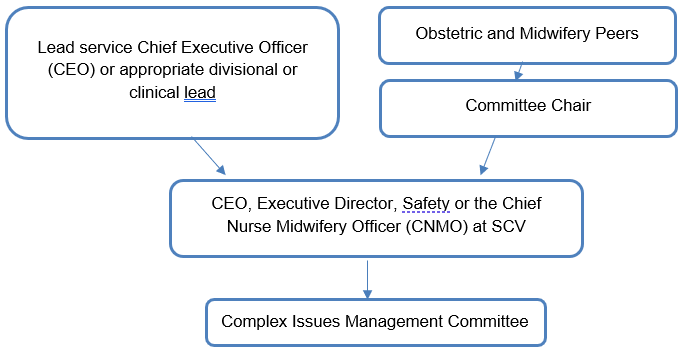 Lead service Chief Executive Officer
(CEO) or appropriate divisional or
clinical lead
Obstetric and Midwifery Peers
Committee Chair
CEO, Executive Director, Safety or the Chief
Nurse Midwifery Officer (CNMO) at SCV
Complex Issues Management Committee